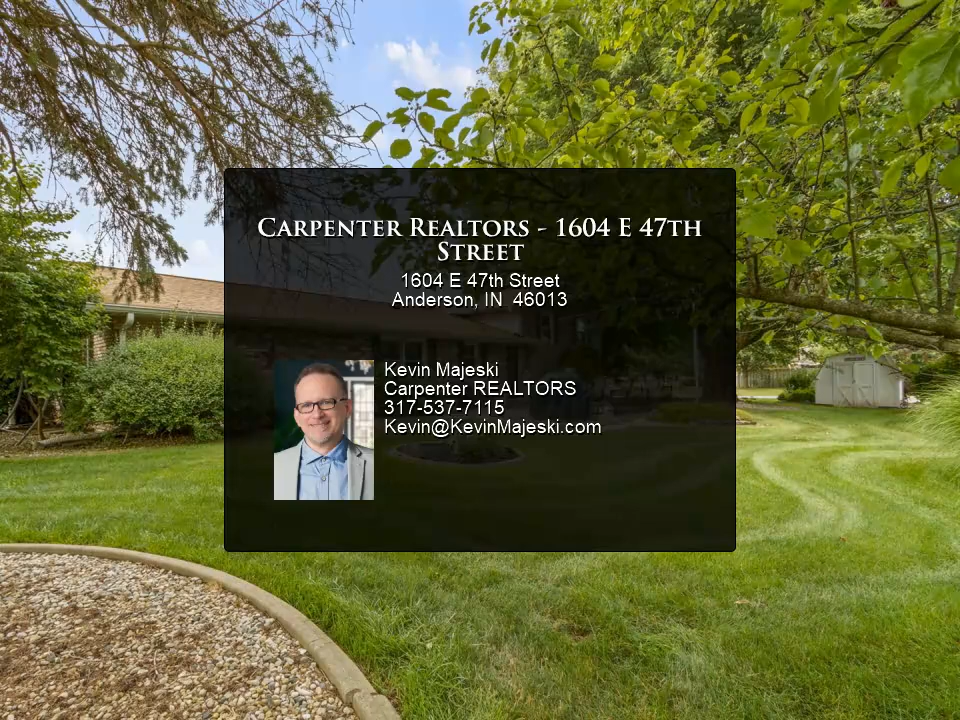 Carpenter Realtors - 1604 E 47th
Street
1604 E 47th Street
Anderson, IN  46013
Kevin Majeski
Carpenter REALTORS
317-537-7115
Kevin@KevinMajeski.com